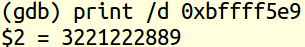 (gdb) print /d 0xbffff5e9
$2 = 3221222889